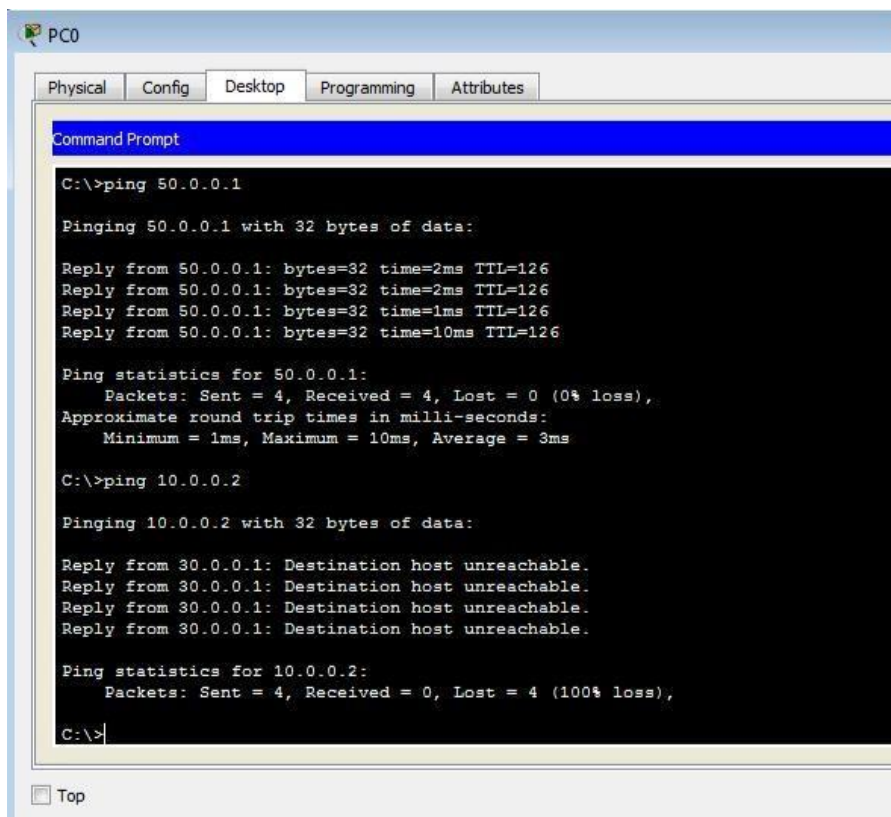 PC0
Physical Config Desktop Programming Attributes
Command Prompt
C:\>ping 50.0.0.1
Pinging 50.0.0.1 with 32 bytes of data:
Reply from 50.0.0.1: bytes=32 time=2ms TTL=126
Reply from 50.0.0.1: bytes=32 time=2ms TTL=126
Reply from 50.0.0.1: bytes=32 time=1ms TTL=126
Reply from 50.0.0.1: bytes=32 time=10ms TTL=126
Ping statistics for 50.0.0.1:
Packets: Sent = 4, Received = 4, Lost = 0 (0% loss),
Approximate round trip times in milli-seconds:
Minimum = 1ms, Maximum = 10ms, Average = 3ms
C:\>ping 10.0.0.2
Pinging 10.0.0.2 with 32 bytes of data:
Reply from 30.0.0.1: Destination host unreachable.
Reply from 30.0.0.1: Destination host unreachable.
Reply from 30.0.0.1: Destination host unreachable.
Reply from 30.0.0.1: Destination host unreachable.
Ping statistics for 10.0.0.2:
Packets: Sent = 4, Received = 0, Lost = 4 (100% loss),
C:\>
Top